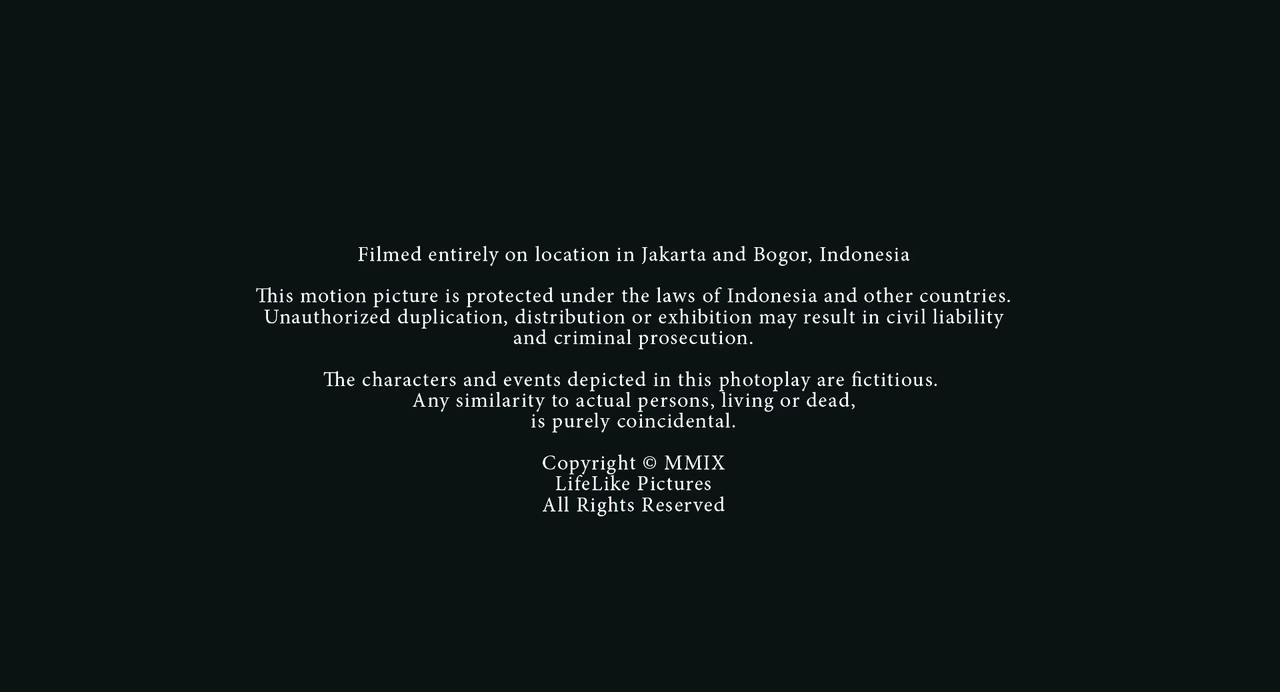 Filmed entirely on location in Jakarta and Bogor, Indonesia
This motion picture is protected under the laws of Indonesia and other countries.
Unauthorized duplication, distribution or exhibition may result in civil liability
and criminal prosecution.
The characters and events depicted in this photoplay are fictitious.
Any similarity to actual persons, living or dead,
is purely coincidental.
Copyright © MMIX
LifeLike Pictures
All Rights Reserved